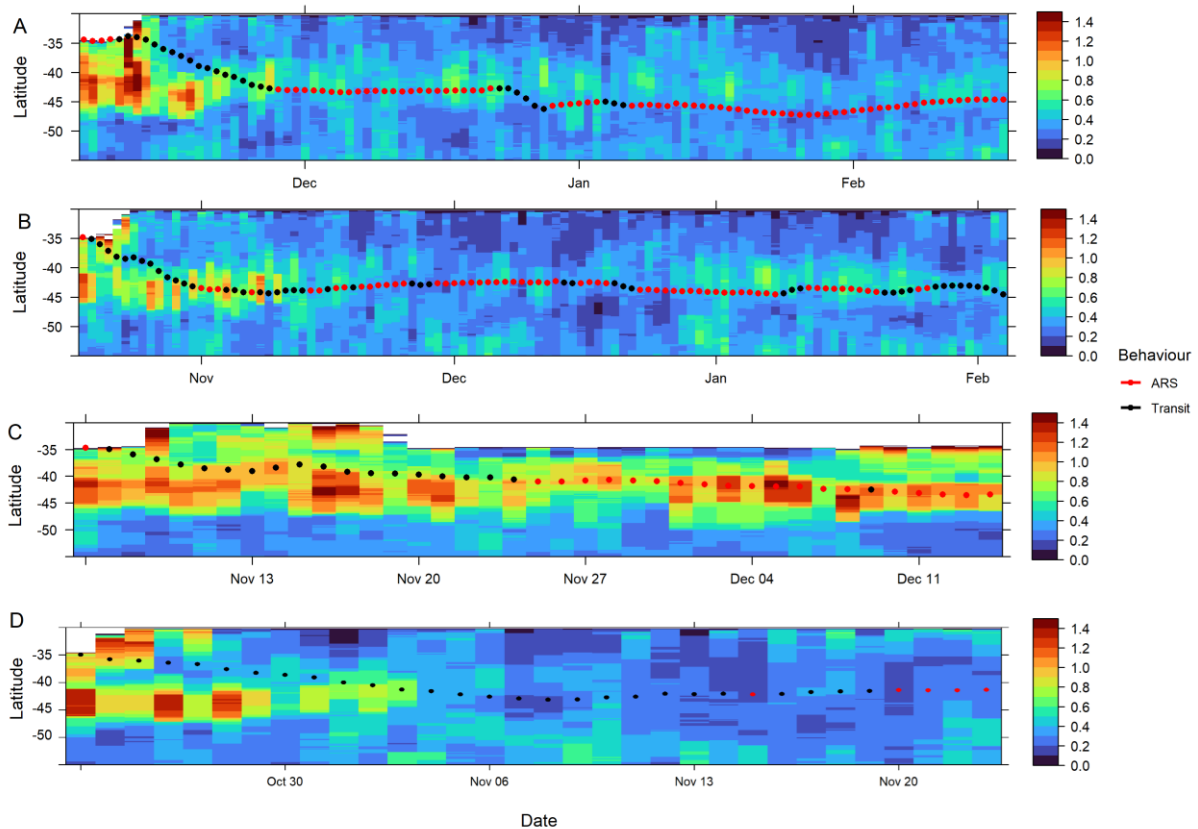 A
Latitude
-35
-40
-45
-50
Dec
Jan
Feb
1.4
1.2
1.0
0.8
0.6
0.4
0.2
0.0
B
Latitude
-35
-40
-45
-50
Nov
Dec
Jan
Feb
1.4
1.2
1.0
0.8
0.6
0.4
0.2
0.0
Behaviour
ARS
Transit
C
Latitude
-35
-40
-45
-50
Nov 13
Nov 20
Nov 27
Dec 04
Dec 11
1.4
1.2
1.0
0.8
0.6
0.4
0.2
0.0
D
Latitude
-35
-40
-45
-50
Oct 30
Nov 06
Nov 13
Nov 20
1.4
1.2
1.0
0.8
0.6
0.4
0.2
0.0
Date